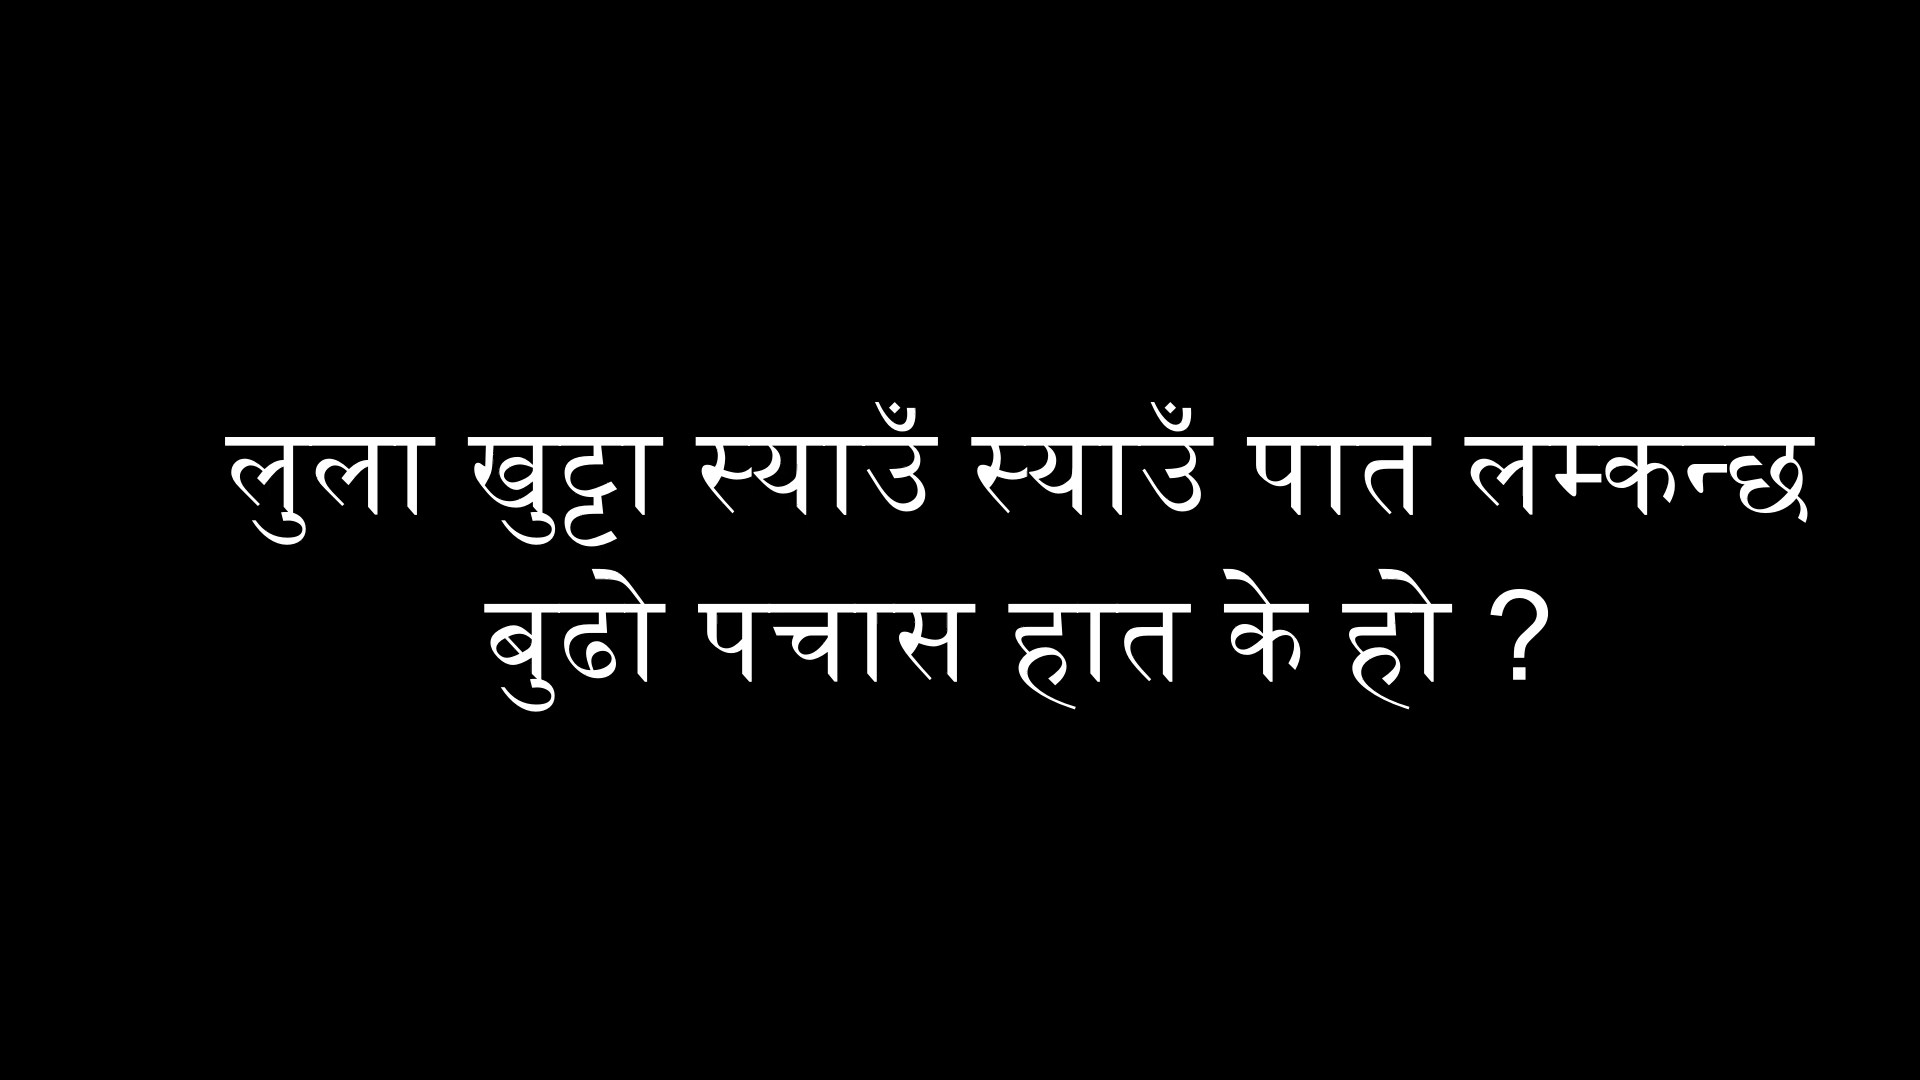 लुला खुट्टा स्याउँ स्याउँ पात लम्कन्छ
बुढो पचास हात के हो ?